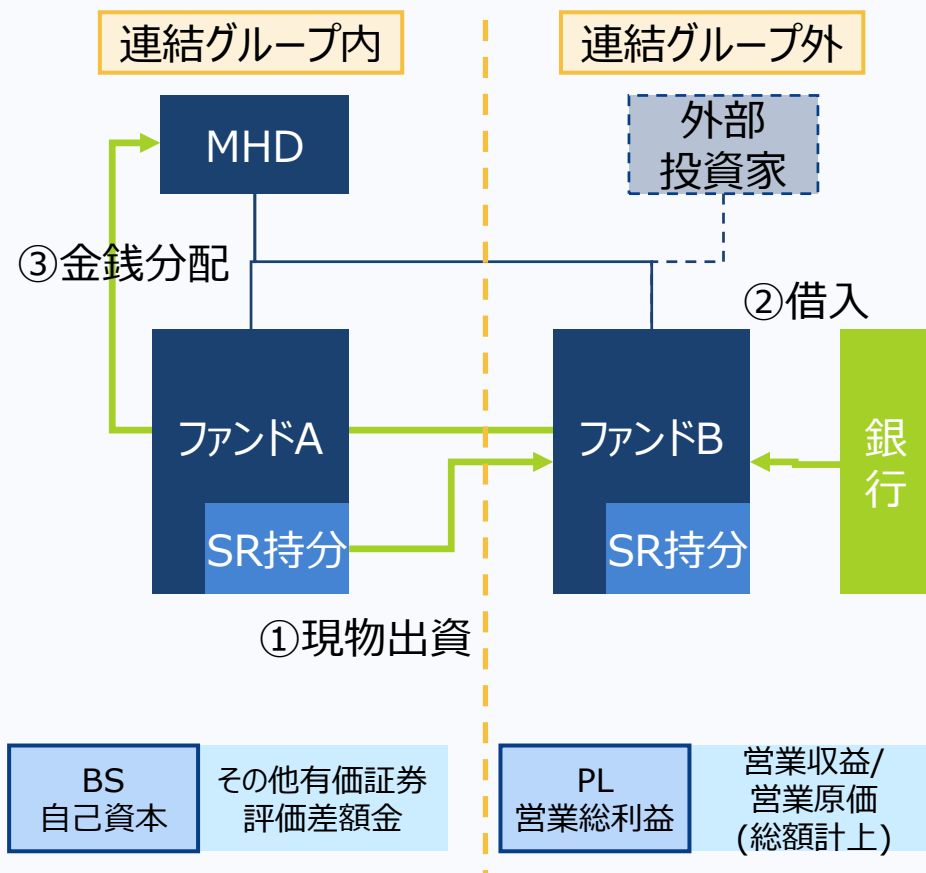 連結グループ内
連結グループ外
MHD
外部
投資家
③金銭分配
②借入
ファンドA
ファンドB
銀
行
SR持分
SR持分
①現物出資
BS
自己資本
その他有価証券
評価差額金
PL
営業総利益
営業収益/
営業原価
(総額計上)